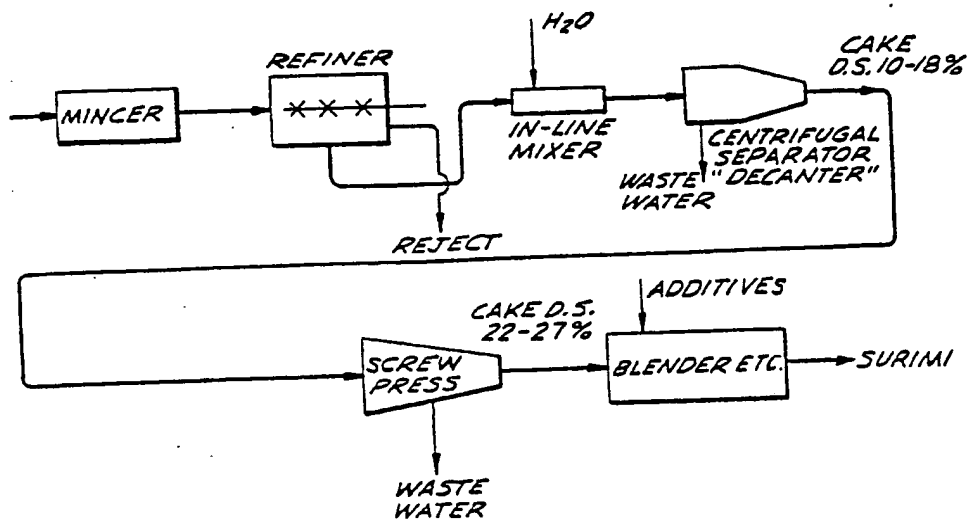 MINCER
REFINER
REJECT
H₂O
IN-LINE
MIXER
CENTRIFUGAL
SEPARATOR
"DECANTER"
WASTE
WATER
CAKE
D.S. 10-18%
SCREW
PRESS
WASTE
WATER
CAKE D.S.
22-27%
ADDITIVES
BLENDER ETC.
SURIMI